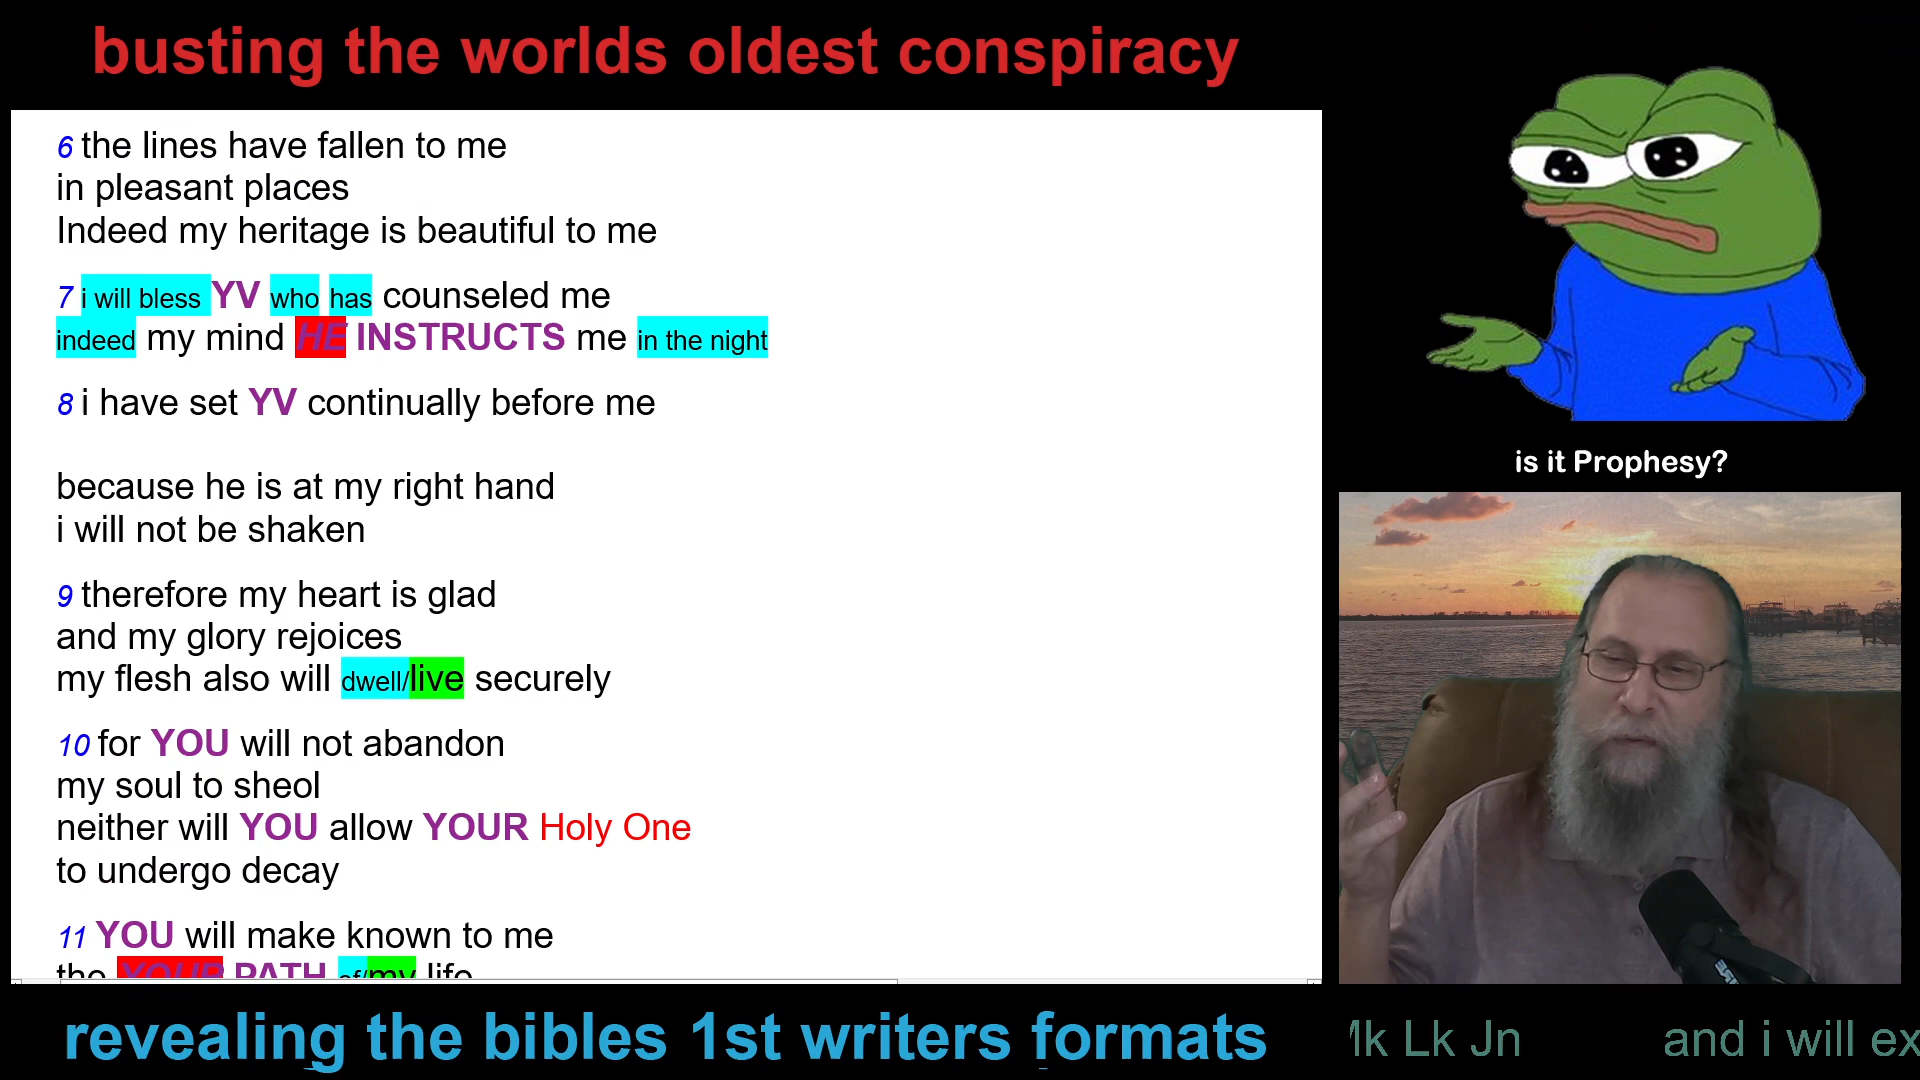 busting the worlds oldest conspiracy
6 the lines have fallen to me
in pleasant places
Indeed my heritage is beautiful to me
7 i will bless YV who has counseled me
indeed my mind HE INSTRUCTS me in the night
8 i have set YV continually before me
because he is at my right hand
i will not be shaken
9 therefore my heart is glad
and my glory rejoices
my flesh also will dwell/live securely
10 for YOU will not abandon
my soul to sheol
neither will YOU allow YOUR Holy One
to undergo decay
11 YOU will make known to me
the YOUR PATH of/my life
is it Prophesy?
revealing the bibles 1st writers formats
Lk Jn and i will